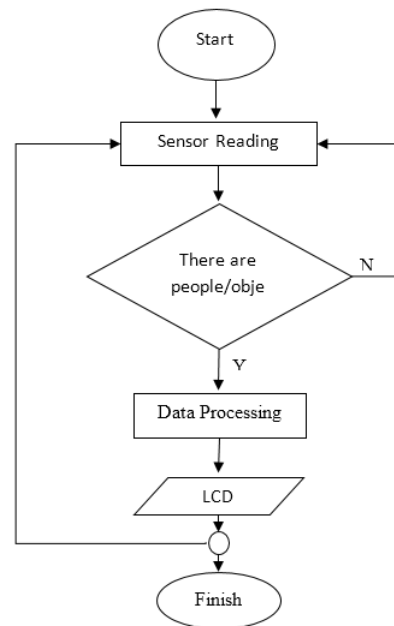 Start
Sensor Reading
There are
people/obje
N
Y
Data Processing
LCD
Finish